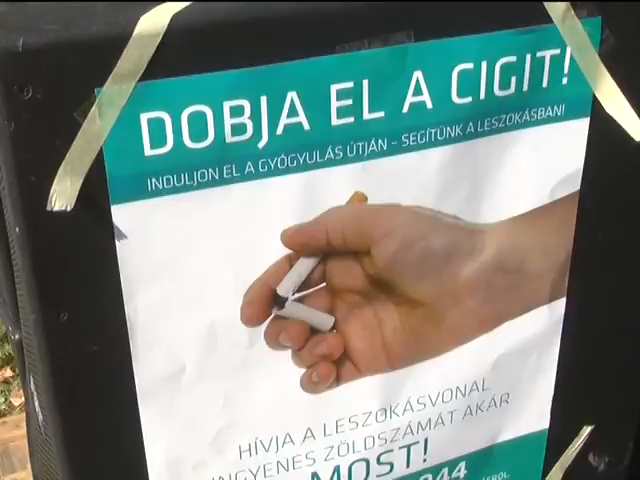 DOBJA EL A CIGIT!
INDULJON EL A GYÓGYULÁS ÚTJÁN – SEGÍTÜNK A LESZOKÁSBAN!
HÍVJA A LESZOKÁSVONAL
INGYENES ZÖLDSZÁMÁT AKÁR
MOST!